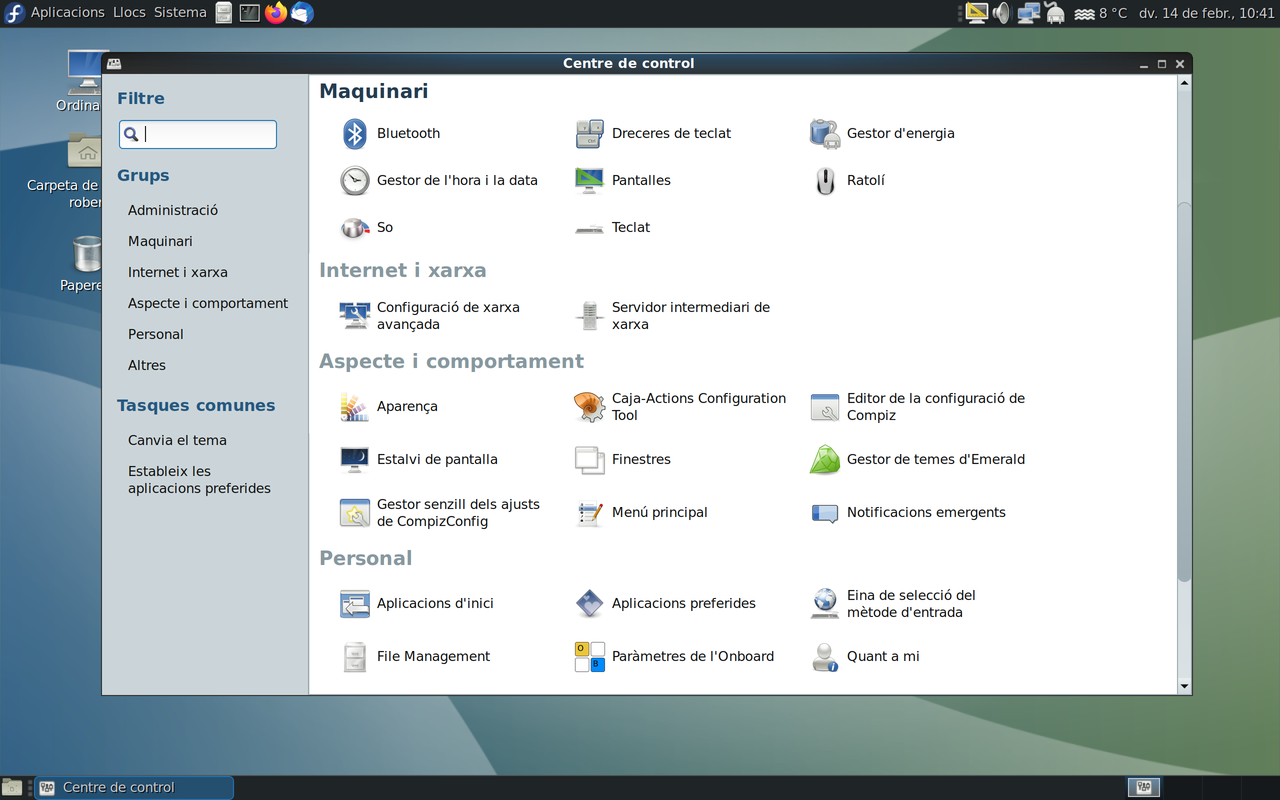 Aplicacions Llocs Sistema
8 °C dv. 14 de febr., 10:41
Centre de control
Filtre
Grups
Administració
Maquinari
Internet i xarxa
Aspecte i comportament
Personal
Altres
Tasques comunes
Canvia el tema
Estableix les
aplicacions preferides
Maquinari
Bluetooth
Dreceres de teclat
Gestor d'energia
Gestor de l'hora i la data
Pantalles
Ratolí
So
Teclat
Internet i xarxa
Configuració de xarxa
avançada
Servidor intermediari de
xarxa
Aspecte i comportament
Aparença
Caja-Actions Configuration
Tool
Editor de la configuració de
Compiz
Estalvi de pantalla
Finestres
Gestor de temes d'Emerald
Gestor senzill dels ajusts
de CompizConfig
Menú principal
Notificacions emergents
Personal
Aplicacions d'inici
Aplicacions preferides
Eina de selecció del
mètode d'entrada
File Management
O
B
Paràmetres de l'Onboard
Quant a mi
Ordina
Carpeta de
rober
Papere
Centre de control